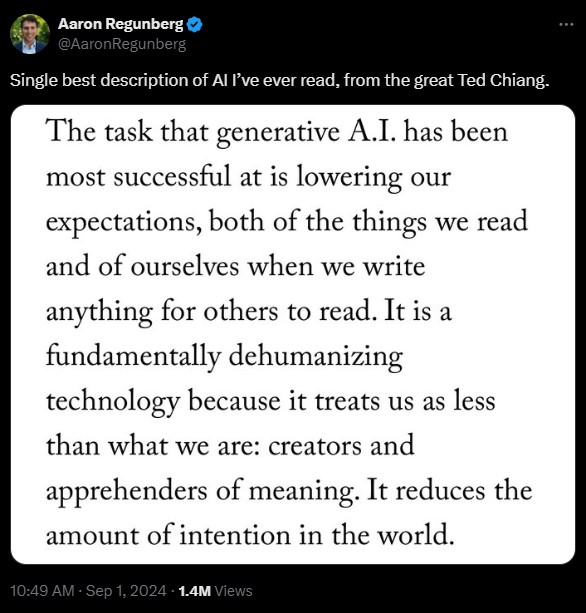 Aaron Regunberg
@AaronRegunberg
Single best description of AI I've ever read, from the great Ted Chiang.
The task that generative A.I. has been
most successful at is lowering our
expectations, both of the things we read
and of ourselves when we write
anything for others to read. It is a
fundamentally dehumanizing
technology because it treats us as less
than what we are: creators and
apprehenders of meaning. It reduces the
amount of intention in the world.
10:49 AM · Sep 1, 2024 · 1.4M Views